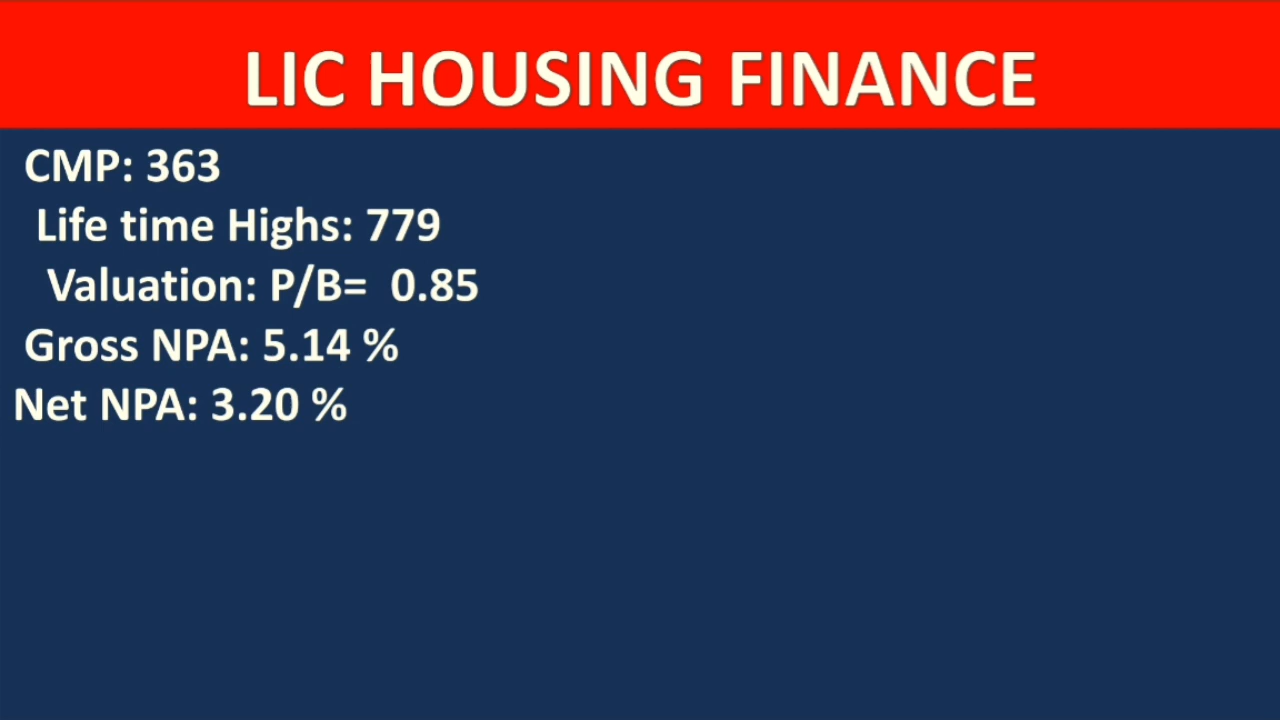 LIC HOUSING FINANCE
CMP: 363
Life time Highs: 779
Valuation: P/B= 0.85
Gross NPA: 5.14 %
Net NPA: 3.20 %